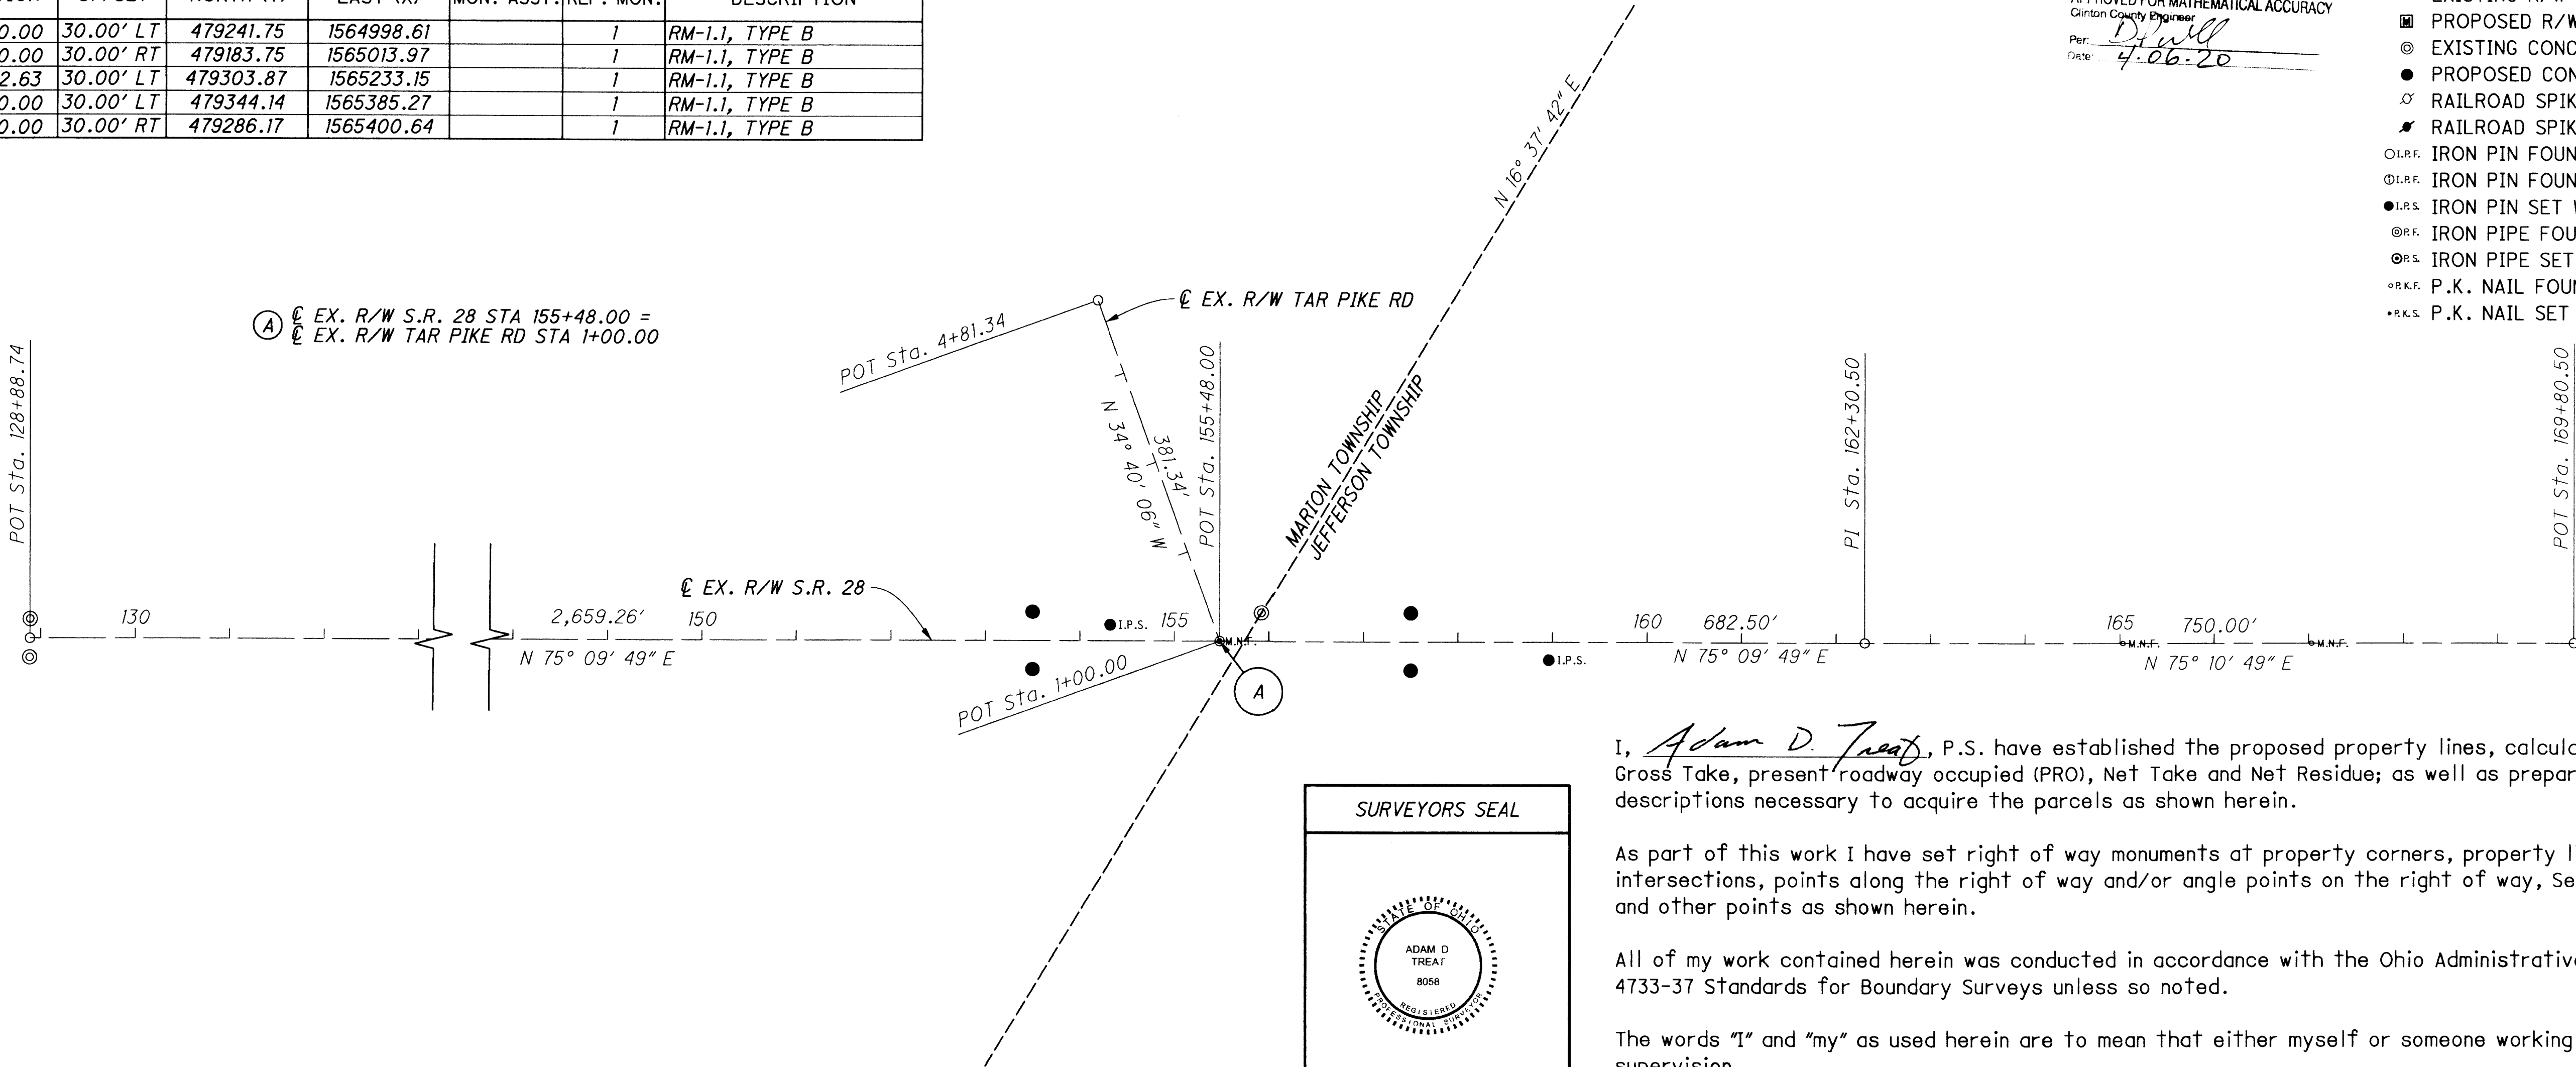 OFFSET
DESCRIPTION
0.00 30.00' LT 479241.75 1564998.61 1 RM-1.1, TYPE B
0.00 30.00' RT 479183.75 1565013.97 1 RM-1.1, TYPE B
2.63 30.00' LT 479303.87 1565233.15 1 RM-1.1, TYPE B
0.00 30.00' LT 479344.14 1565385.27 1 RM-1.1, TYPE B
0.00 30.00' RT 479286.17 1565400.64 1 RM-1.1, TYPE B
APPROVED FOR MATHEMATICAL ACCURACY
Clinton County Engineer
Per:
Date: 4.06.20
PROPOSED R/W
EXISTING CONC
PROPOSED CON
RAILROAD SPIK
RAILROAD SPIK
I.P.F. IRON PIN FOUN
I.P.F. IRON PIN FOUN
I.P.S. IRON PIN SET
P.F. IRON PIPE FOU
P.S. IRON PIPE SET
P.K.F. P.K. NAIL FOU
P.K.S. P.K. NAIL SET
N 16° 37' 42" E
A
℄ EX. R/W S.R. 28 STA 155+48.00 =
℄ EX. R/W TAR PIKE RD STA 1+00.00
℄ EX. R/W TAR PIKE RD
POT Sta. 4+81.34
POT Sta. 128+88.74
T
381.34'
T
N 34° 40' 06" W
T
POT Sta. 155+48.00
MARION TOWNSHIP
JEFFERSON TOWNSHIP
PI Sta. 162+30.50
POT Sta. 169+80.50
℄ EX. R/W S.R. 28
130 2,659.26' 150 I.P.S. 155 160 682.50' 165 750.00'
M.N.F. M.N.F. M.N.F.
N 75° 09' 49" E I.P.S. N 75° 09' 49" E N 75° 10' 49" E
POT Sta. 1+00.00
A
I, Adam D. Treat, P.S. have established the proposed property lines, calcula
Gross Take, present roadway occupied (PRO), Net Take and Net Residue; as well as prepar
descriptions necessary to acquire the parcels as shown herein.
As part of this work I have set right of way monuments at property corners, property l
intersections, points along the right of way and/or angle points on the right of way, Se
and other points as shown herein.
All of my work contained herein was conducted in accordance with the Ohio Administrativ
4733-37 Standards for Boundary Surveys unless so noted.
The words "I" and "my" as used herein are to mean that either myself or someone working
supervision
SURVEYORS SEAL
STATE OF OHIO
ADAM D
TREAT
8058
REGISTERED
PROFESSIONAL SURVEYOR